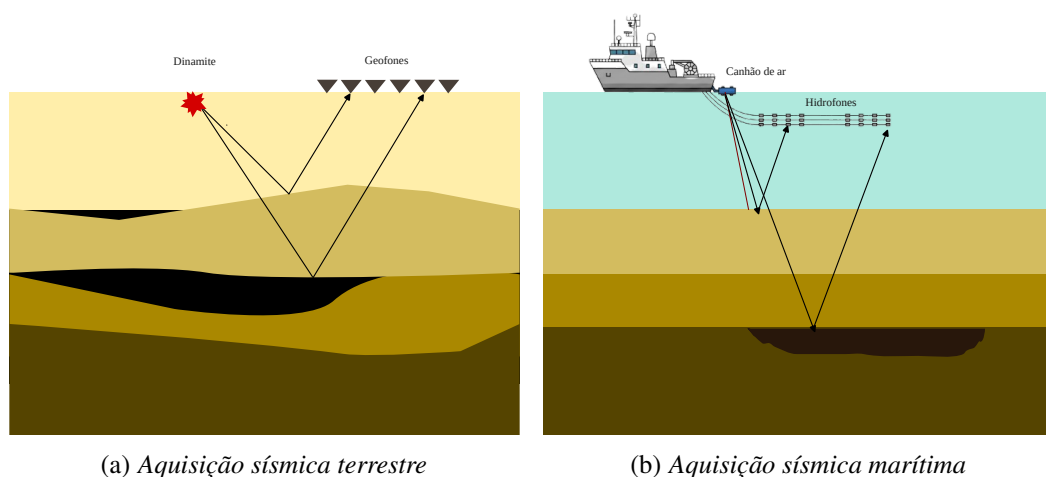 Dinamite
Geofones
Canhão de ar
Hidrofones
(a) Aquisição sísmica terrestre
(b) Aquisição sísmica marítima